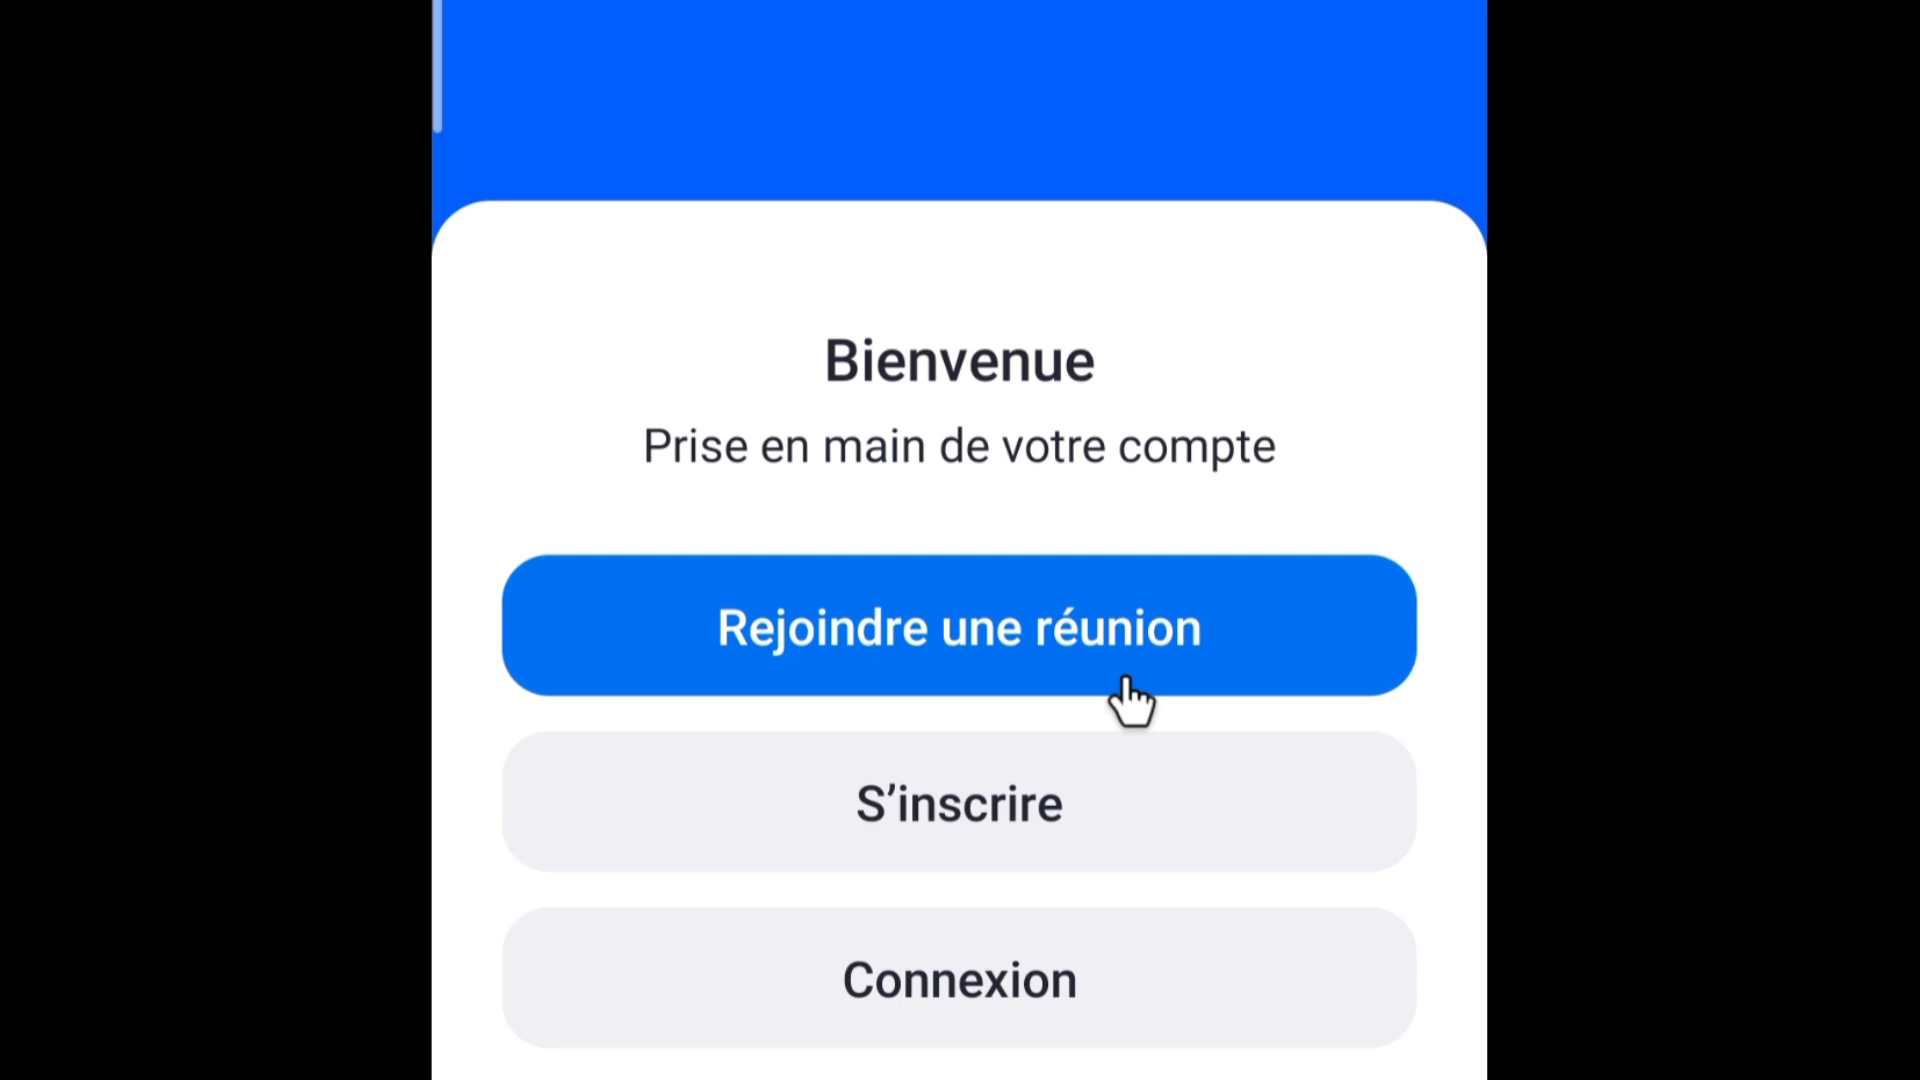 Bienvenue
Prise en main de votre compte
Rejoindre une réunion
S’inscrire
Connexion